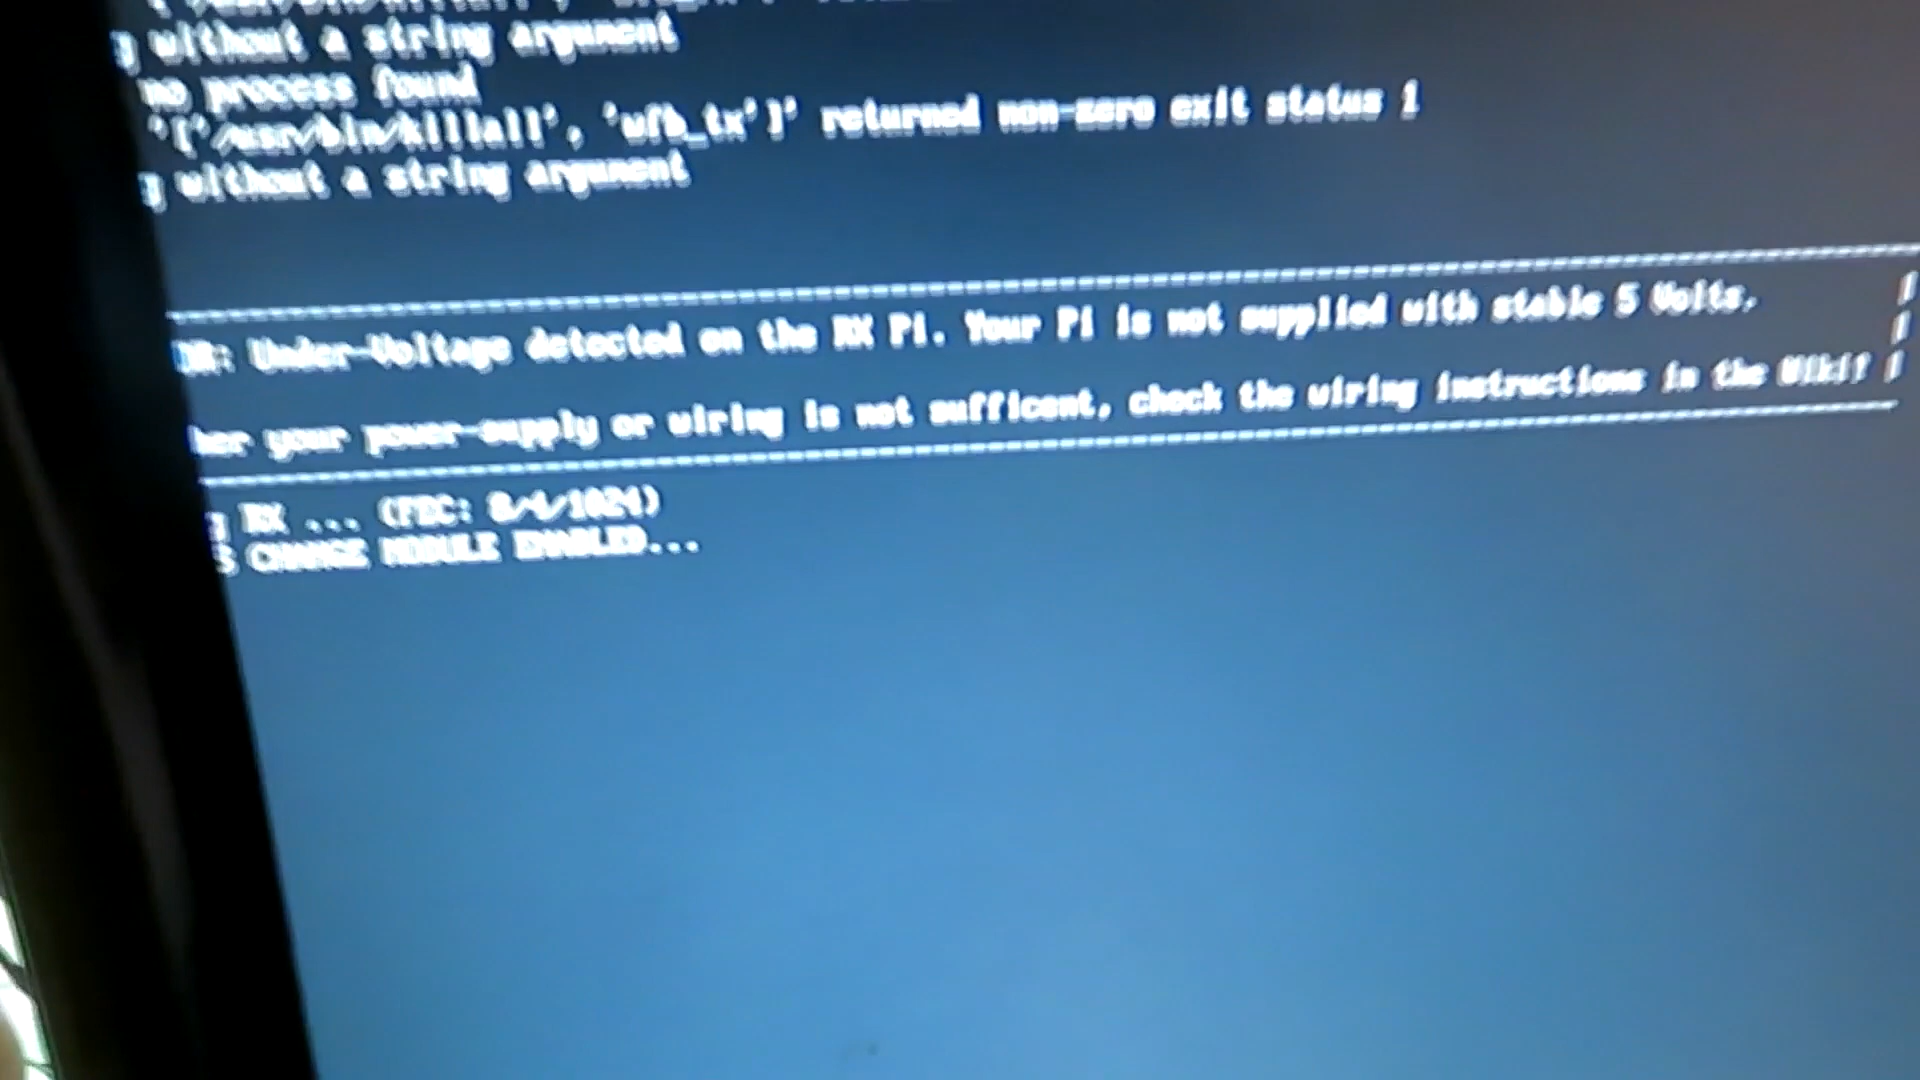 g without a string argument
no process found
'['/usr/bin/killall', 'wfb_tx']' returned non-zero exit status 1
g without a string argument
OR: Under-Voltage detected on the RX Pi. Your Pi is not supplied with stable 5 Volts. |
|
her your power-supply or wiring is not sufficent, check the wiring instructions in the Wiki! |
g RX ... (FEC: 8/4/1024)
S CHANGE MODULE ENABLED...